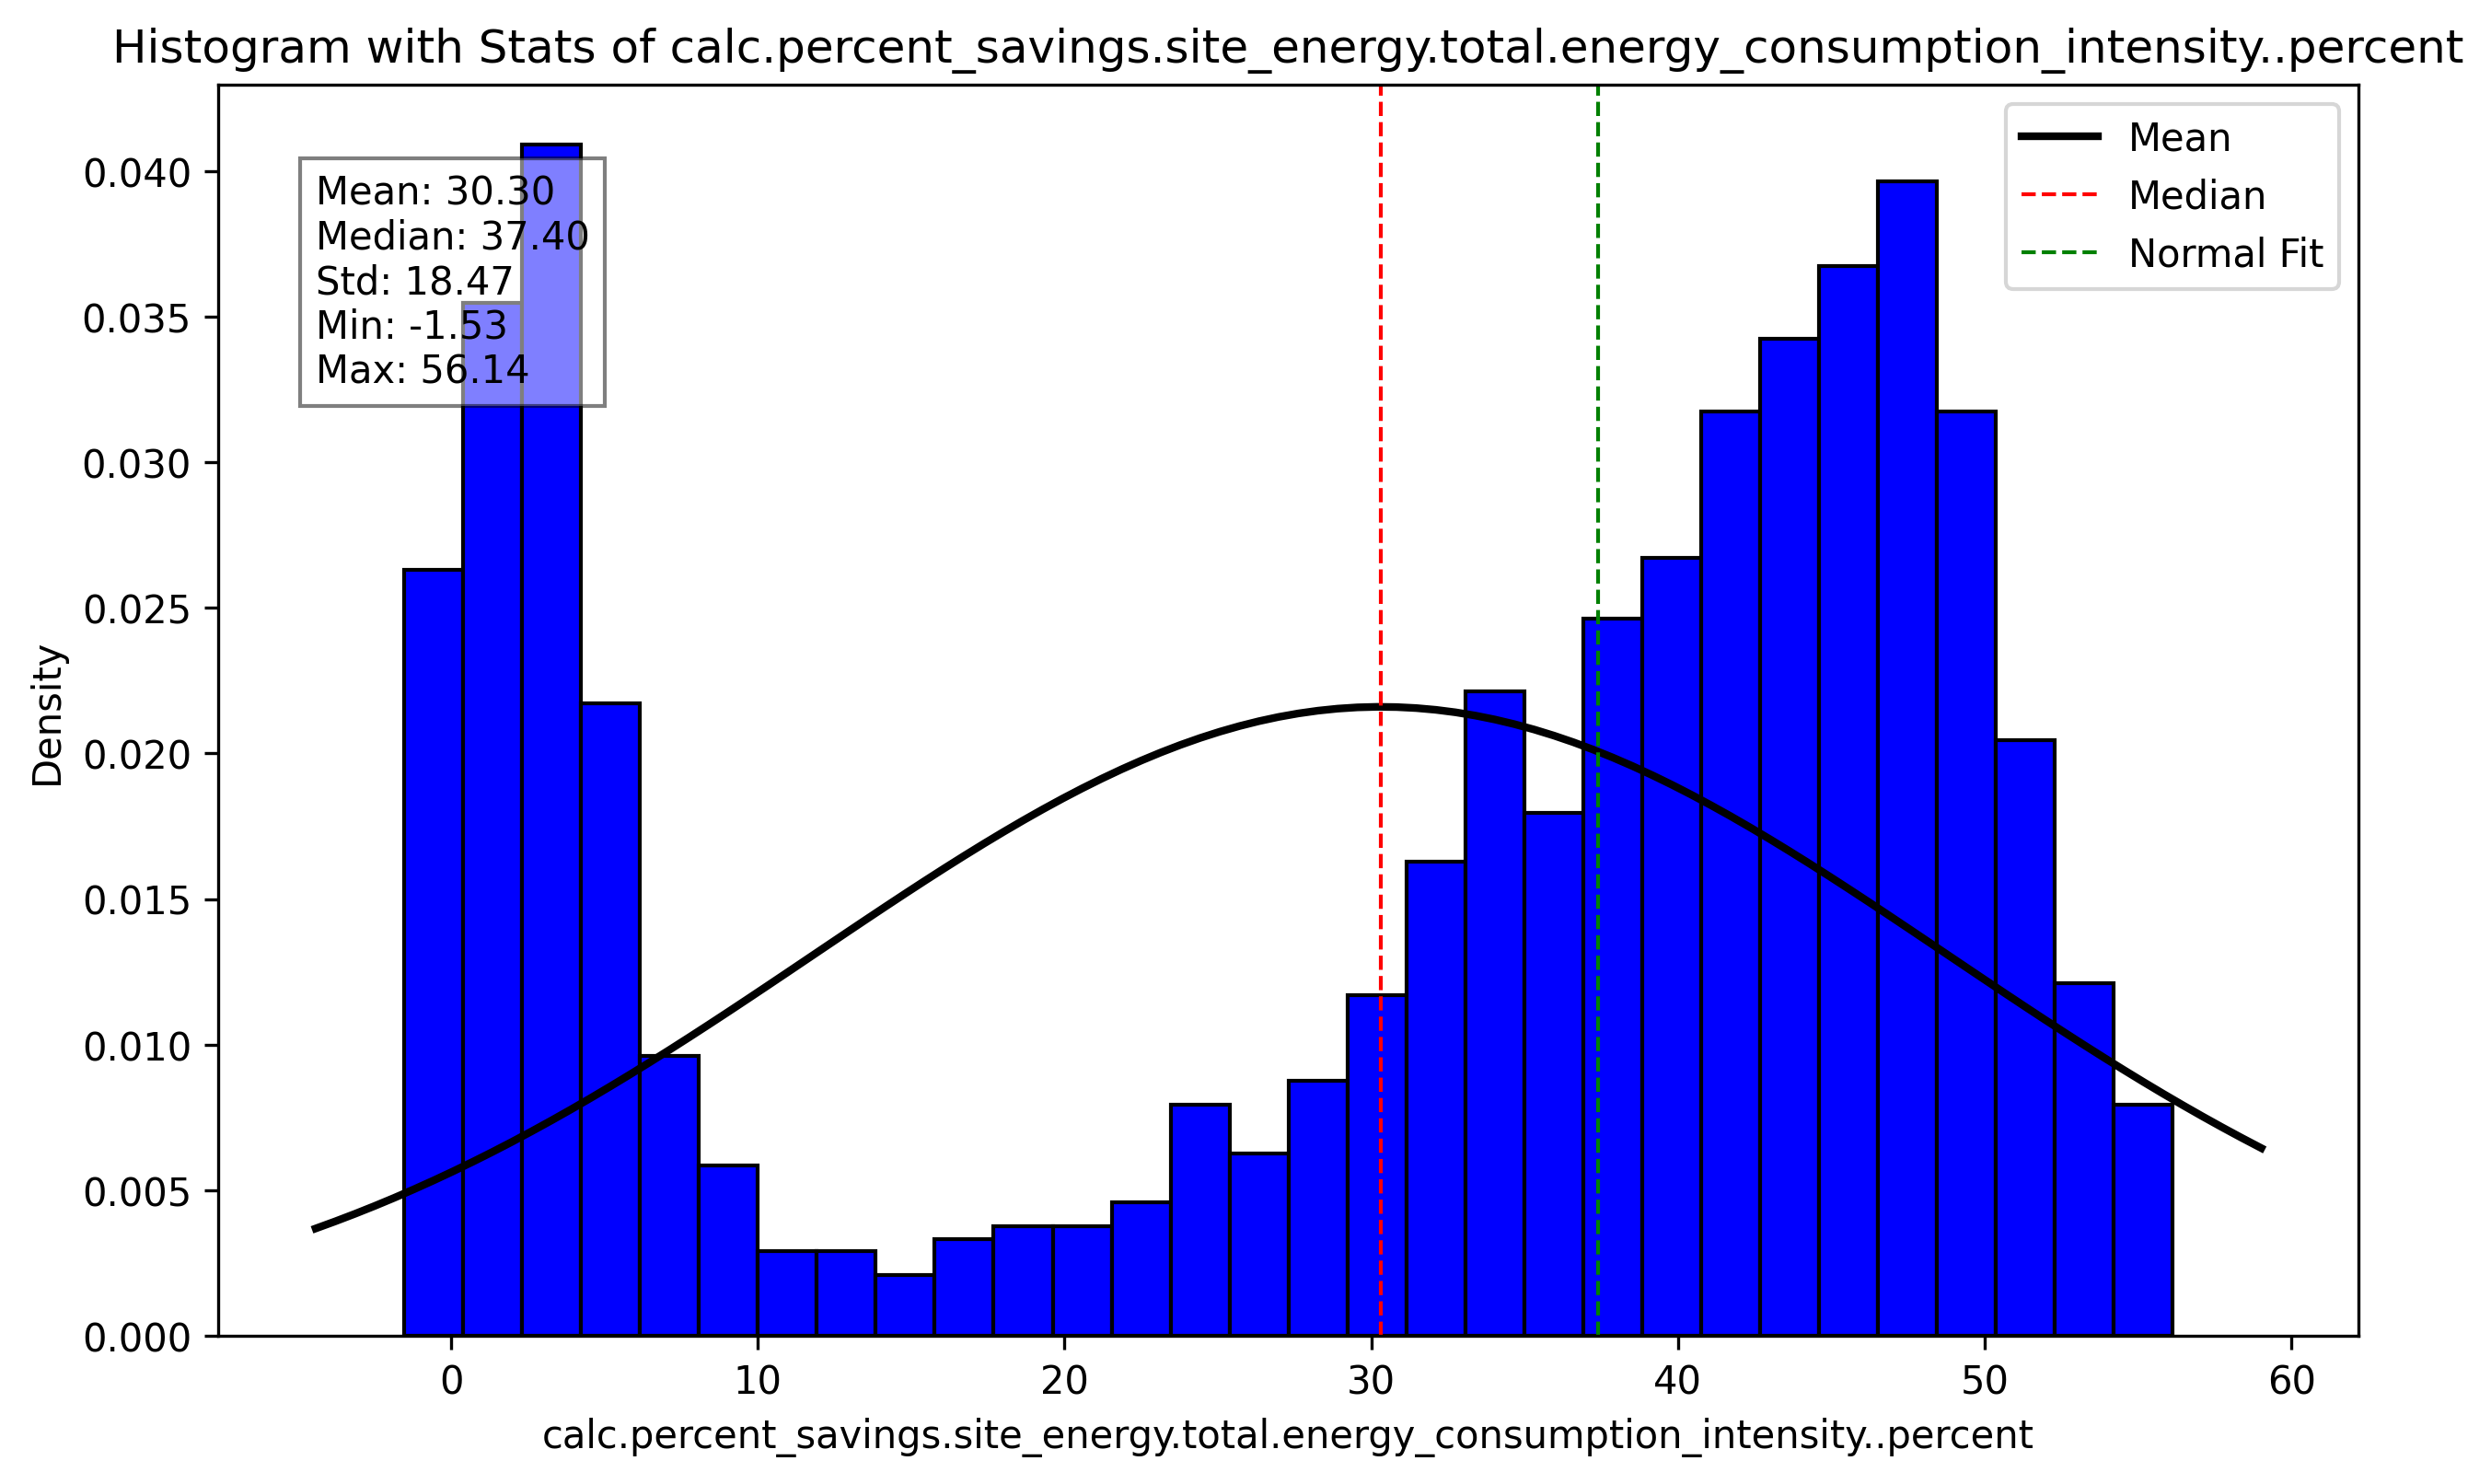 Histogram with Stats of calc.percent_savings.site_energy.total.energy_consumption_intensity..percent
Mean: 30.30
Median: 37.40
Std: 18.47
Min: -1.53
Max: 56.14
Mean
Median
Normal Fit
0.040
0.035
0.030
0.025
0.020
0.015
0.010
0.005
0.000
Density
0
10
20
30
40
50
60
calc.percent_savings.site_energy.total.energy_consumption_intensity..percent